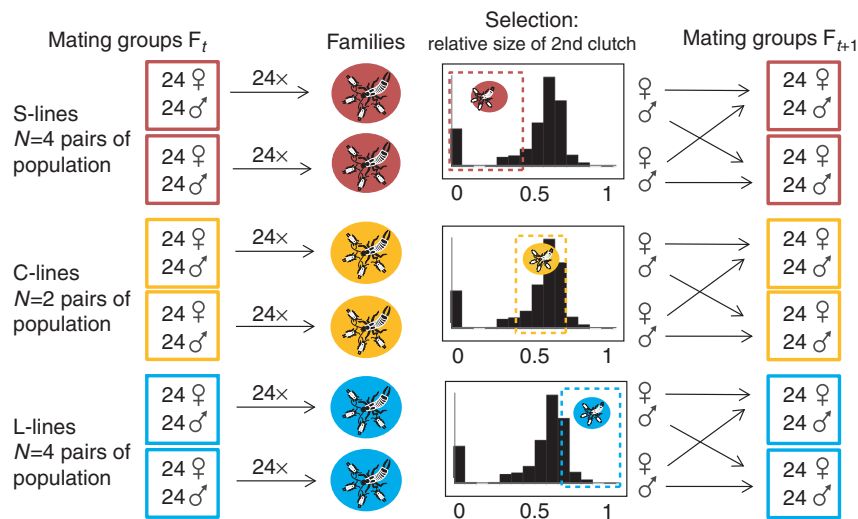 Mating groups Fₜ
Families
Selection:
relative size of 2nd clutch
Mating groups Fₜ₊₁
S-lines
N=4 pairs of
population
24 ♀
24 ♂
24×
24 ♀
24 ♂
24×
0 0.5 1
♀
♂
♀
♂
24 ♀
24 ♂
24 ♀
24 ♂
C-lines
N=2 pairs of
population
24 ♀
24 ♂
24×
24 ♀
24 ♂
24×
0 0.5 1
♀
♂
♀
♂
24 ♀
24 ♂
24 ♀
24 ♂
L-lines
N=4 pairs of
population
24 ♀
24 ♂
24×
24 ♀
24 ♂
24×
0 0.5 1
♀
♂
♀
♂
24 ♀
24 ♂
24 ♀
24 ♂